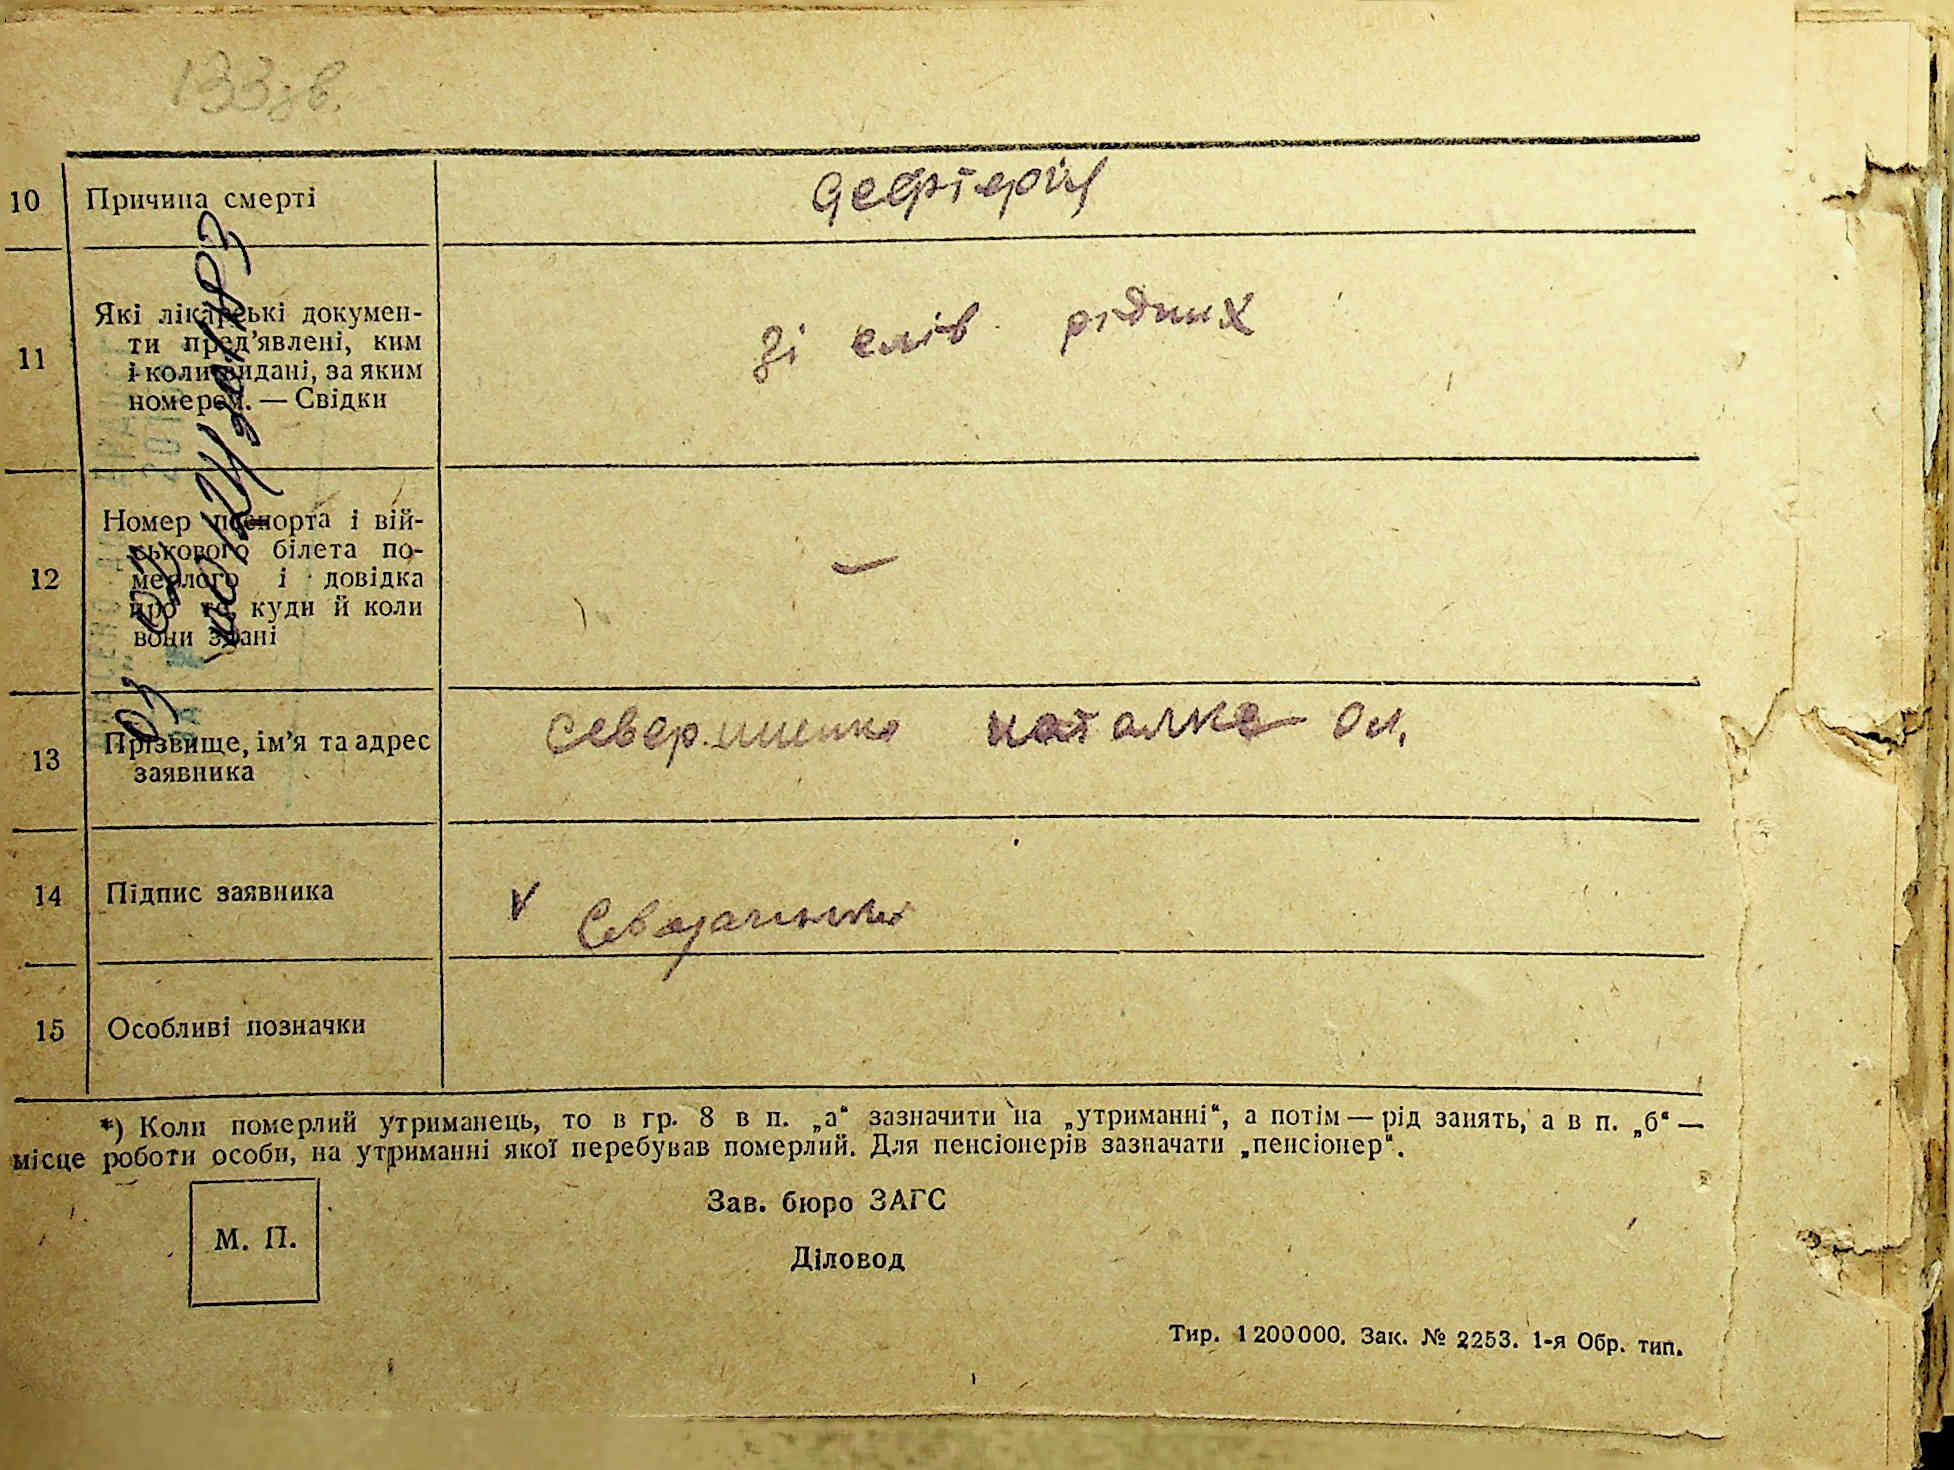 133зв.
10 Причина смерті дефтерія
11 Які лікарські докумен-
ти пред'явлені, ким
і коли видані, за яким
номером. — Свідки
зі слів рідних
12 Номер пашпорта і вій-
ськового білета по-
мерлого і довідка
про те, куди й коли
вони здані
—
13 Прізвище, ім'я та адрес
заявника
наталка Ол.
14 Підпис заявника
15 Особливі позначки
*) Коли померлий утриманець, то в гр. 8 в п. „а“ зазначити на „утриманні“, а потім — рід занять, а в п. „б“ —
місце роботи особи, на утриманні якої перебував померлий. Для пенсіонерів зазначати „пенсіонер“.
Зав. бюро ЗАГС
М. П.
Діловод
Тир. 1200000. Зак. № 2253. 1-я Обр. тип.